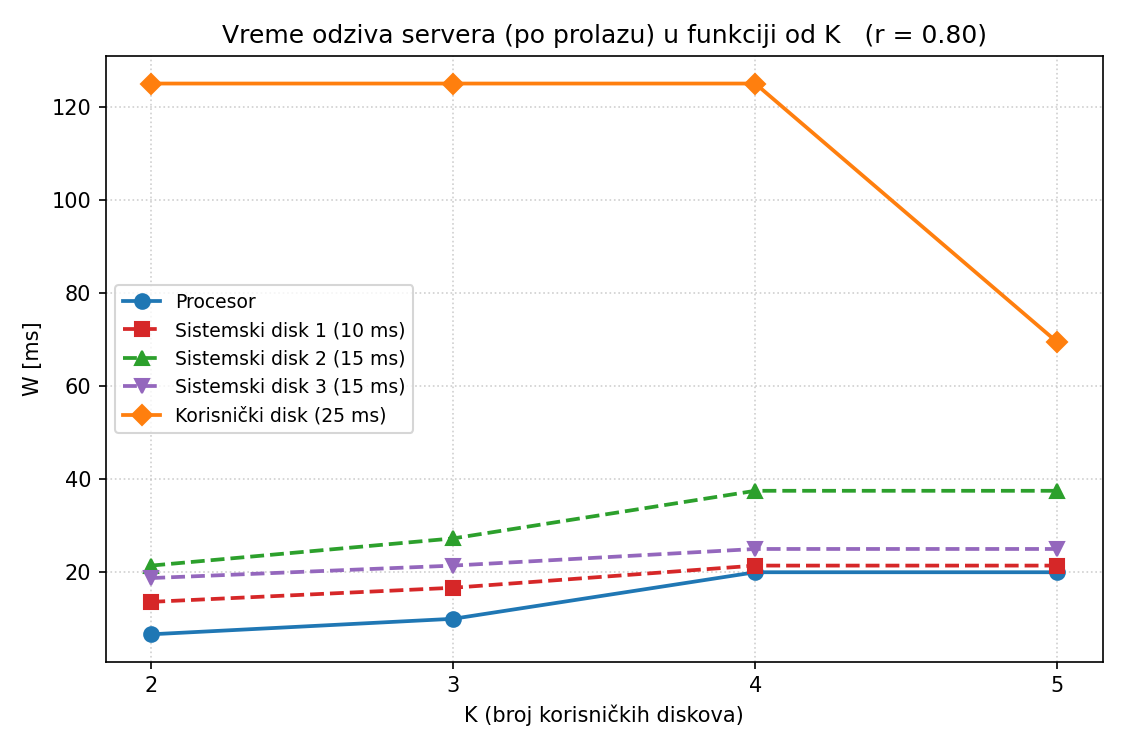 Vreme odziva servera (po prolazu) u funkciji od K (r = 0.80)
W [ms]
120
100
80
60
40
20
Procesor
Sistemski disk 1 (10 ms)
Sistemski disk 2 (15 ms)
Sistemski disk 3 (15 ms)
Korisnički disk (25 ms)
2 3 4 5
K (broj korisničkih diskova)